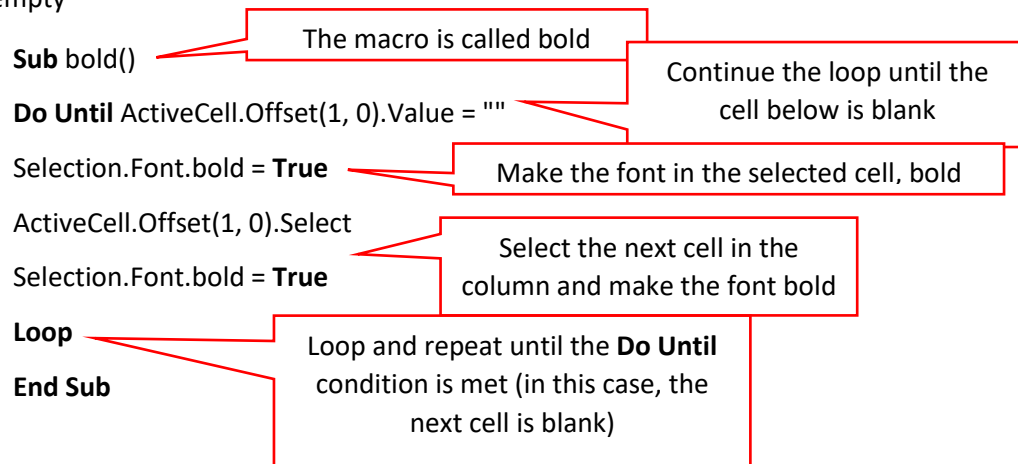 empty
Sub bold()
The macro is called bold
Do Until ActiveCell.Offset(1, 0).Value = ""
Continue the loop until the
cell below is blank
Selection.Font.bold = True
Make the font in the selected cell, bold
ActiveCell.Offset(1, 0).Select
Selection.Font.bold = True
Select the next cell in the
column and make the font bold
Loop
Loop and repeat until the Do Until
condition is met (in this case, the
next cell is blank)
End Sub